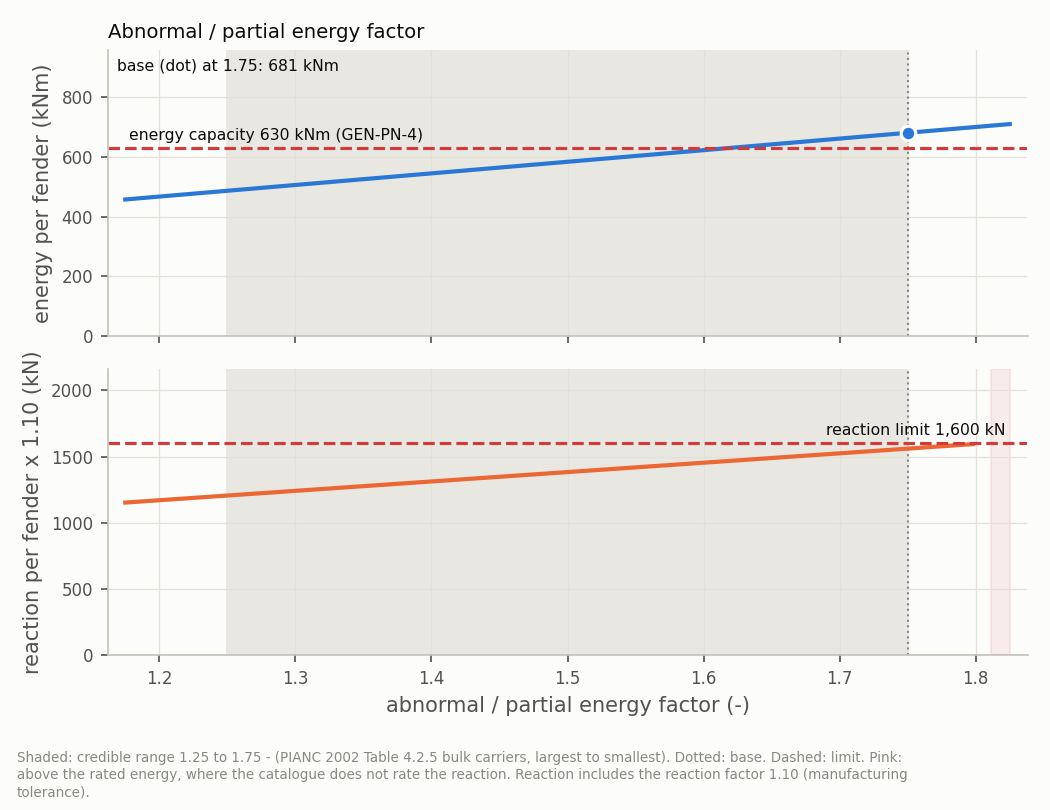 Abnormal / partial energy factor
base (dot) at 1.75: 681 kNm
energy capacity 630 kNm (GEN-PN-4)
energy per fender (kNm)
800
600
400
200
0
reaction limit 1,600 kN
reaction per fender x 1.10 (kN)
2000
1500
1000
500
0
1.2 1.3 1.4 1.5 1.6 1.7 1.8
abnormal / partial energy factor (-)
Shaded: credible range 1.25 to 1.75 - (PIANC 2002 Table 4.2.5 bulk carriers, largest to smallest). Dotted: base. Dashed: limit. Pink:
above the rated energy, where the catalogue does not rate the reaction. Reaction includes the reaction factor 1.10 (manufacturing
tolerance).